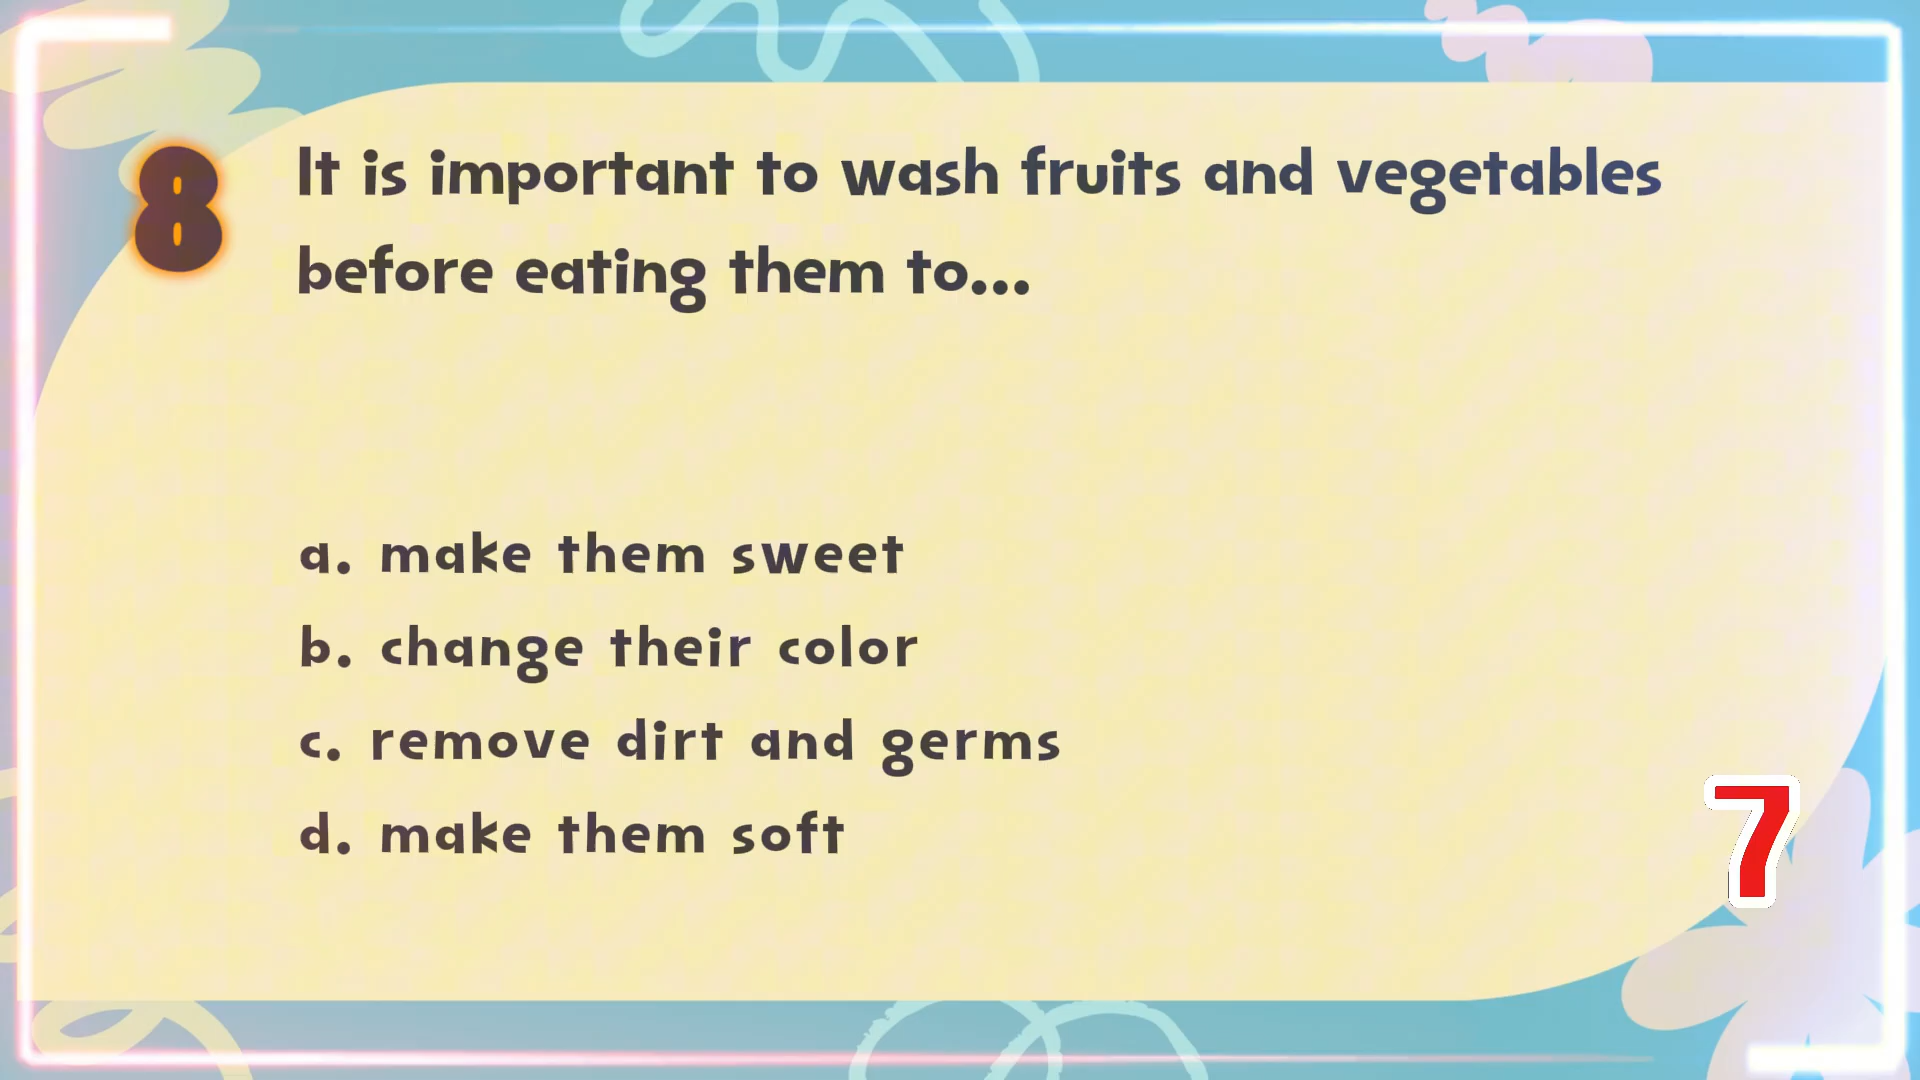 8
It is important to wash fruits and vegetables
before eating them to...
a. make them sweet
b. change their color
c. remove dirt and germs
d. make them soft
7